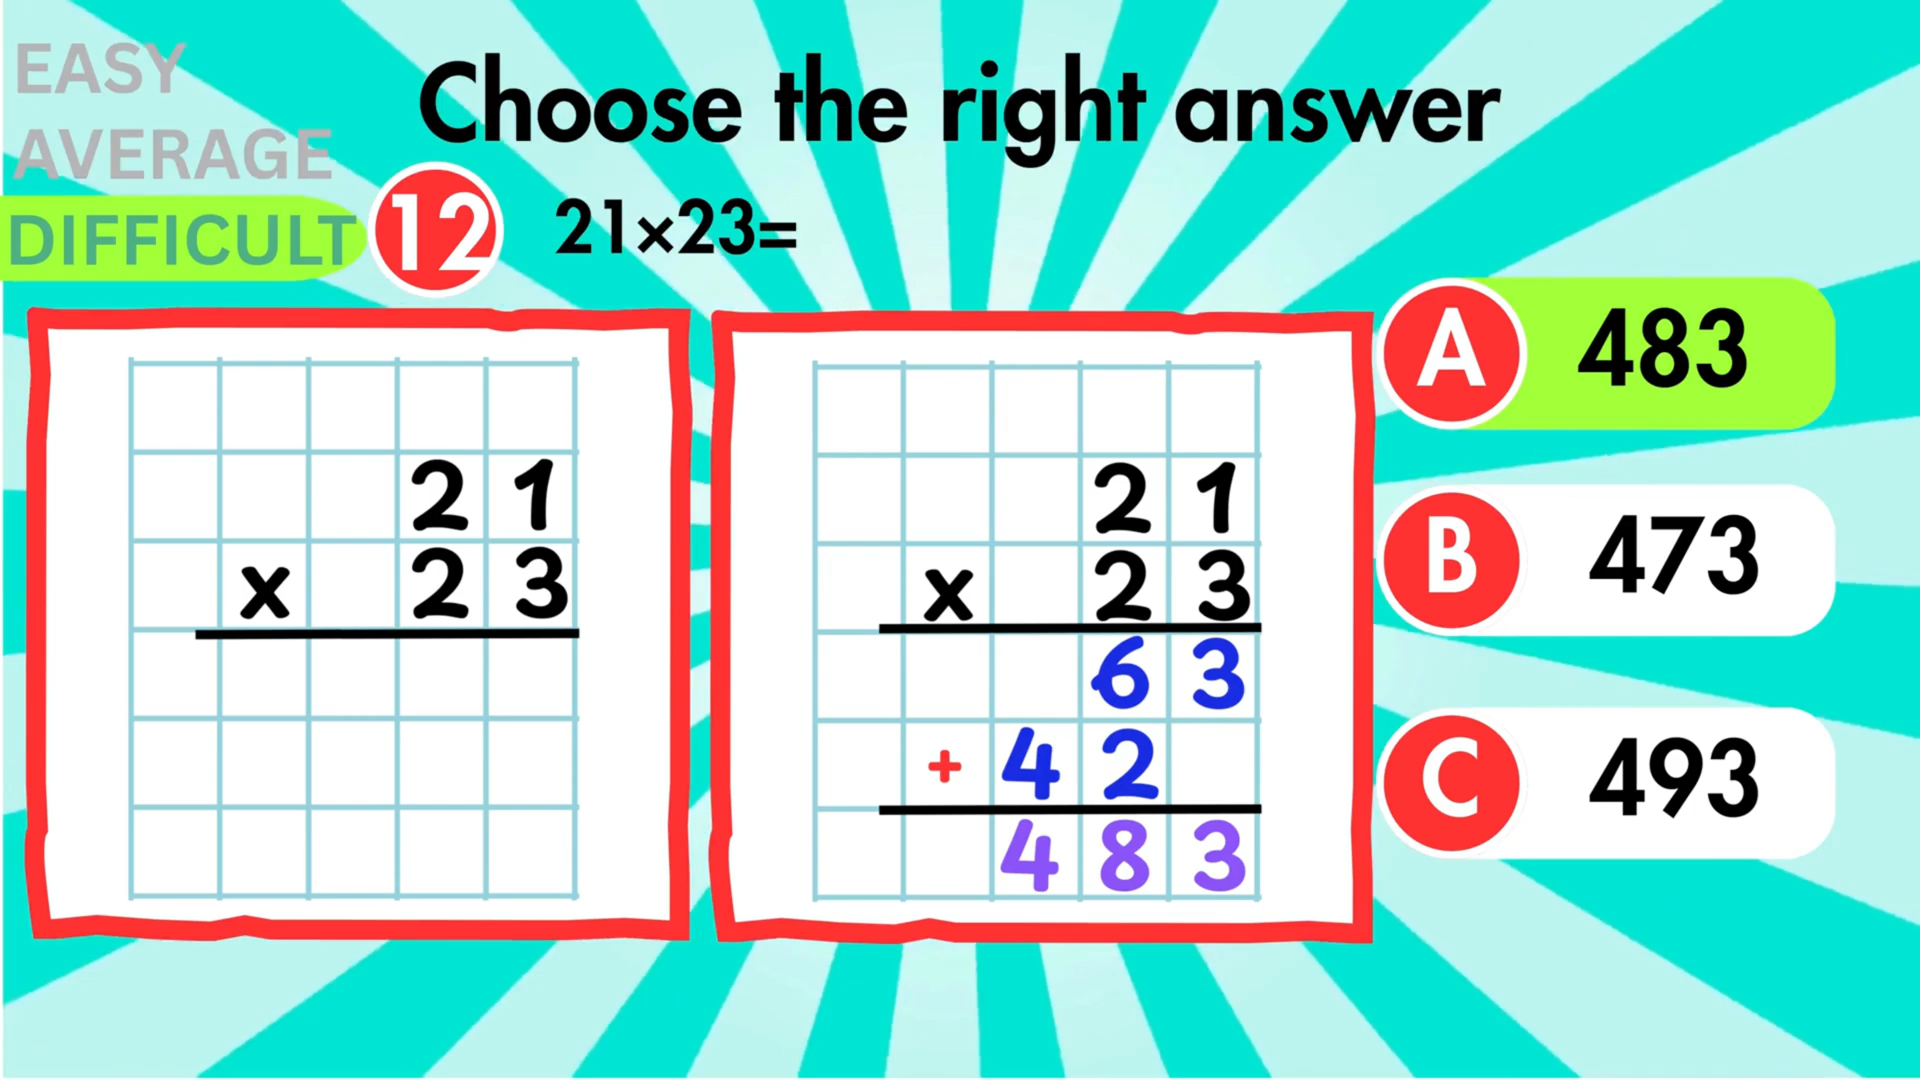 EASY
AVERAGE
DIFFICULT
Choose the right answer
12
21×23=
2 1
x 2 3
2 1
x 2 3
6 3
+ 4 2
4 8 3
A 483
B 473
C 493